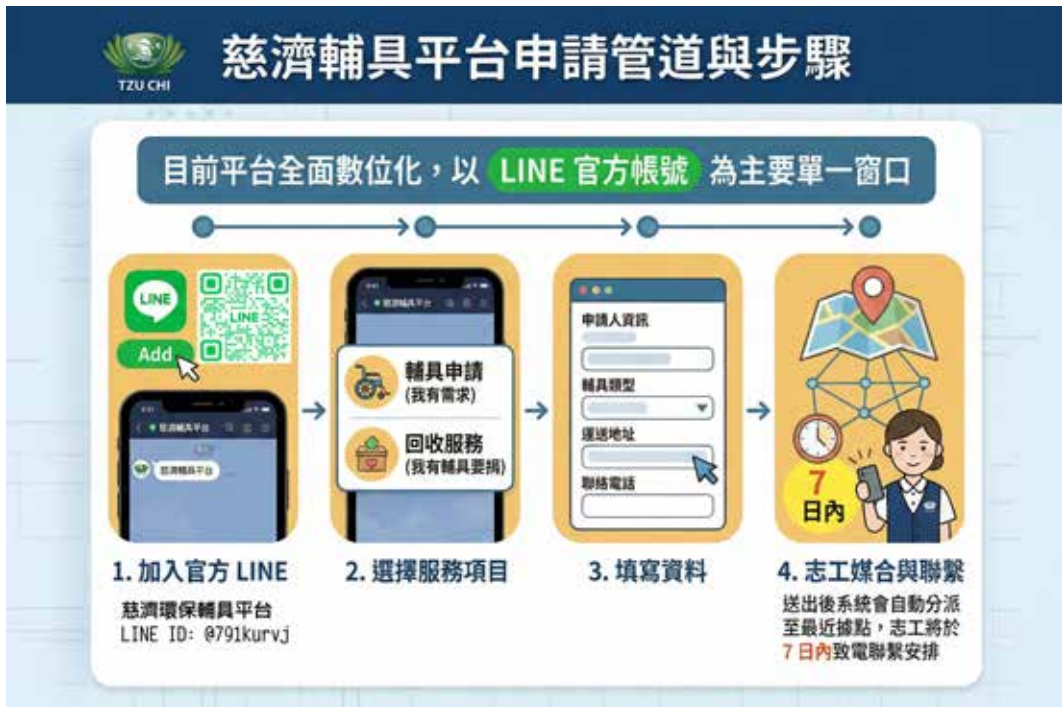 TZU CHI
慈濟輔具平台申請管道與步驟
目前平台全面數位化，以 LINE 官方帳號 為主要單一窗口
LINE
LINE
Add
慈濟輔具平台
慈濟輔具平台
1. 加入官方 LINE
慈濟環保輔具平台
LINE ID: @791kurvj
慈濟輔具平台
輔具申請
(我有需求)
回收服務
(我有輔具要捐)
2. 選擇服務項目
申請人資訊
輔具類型
運送地址
聯絡電話
3. 填寫資料
7
日內
4. 志工媒合與聯繫
送出後系統會自動分派
至最近據點，志工將於
7 日內致電聯繫安排